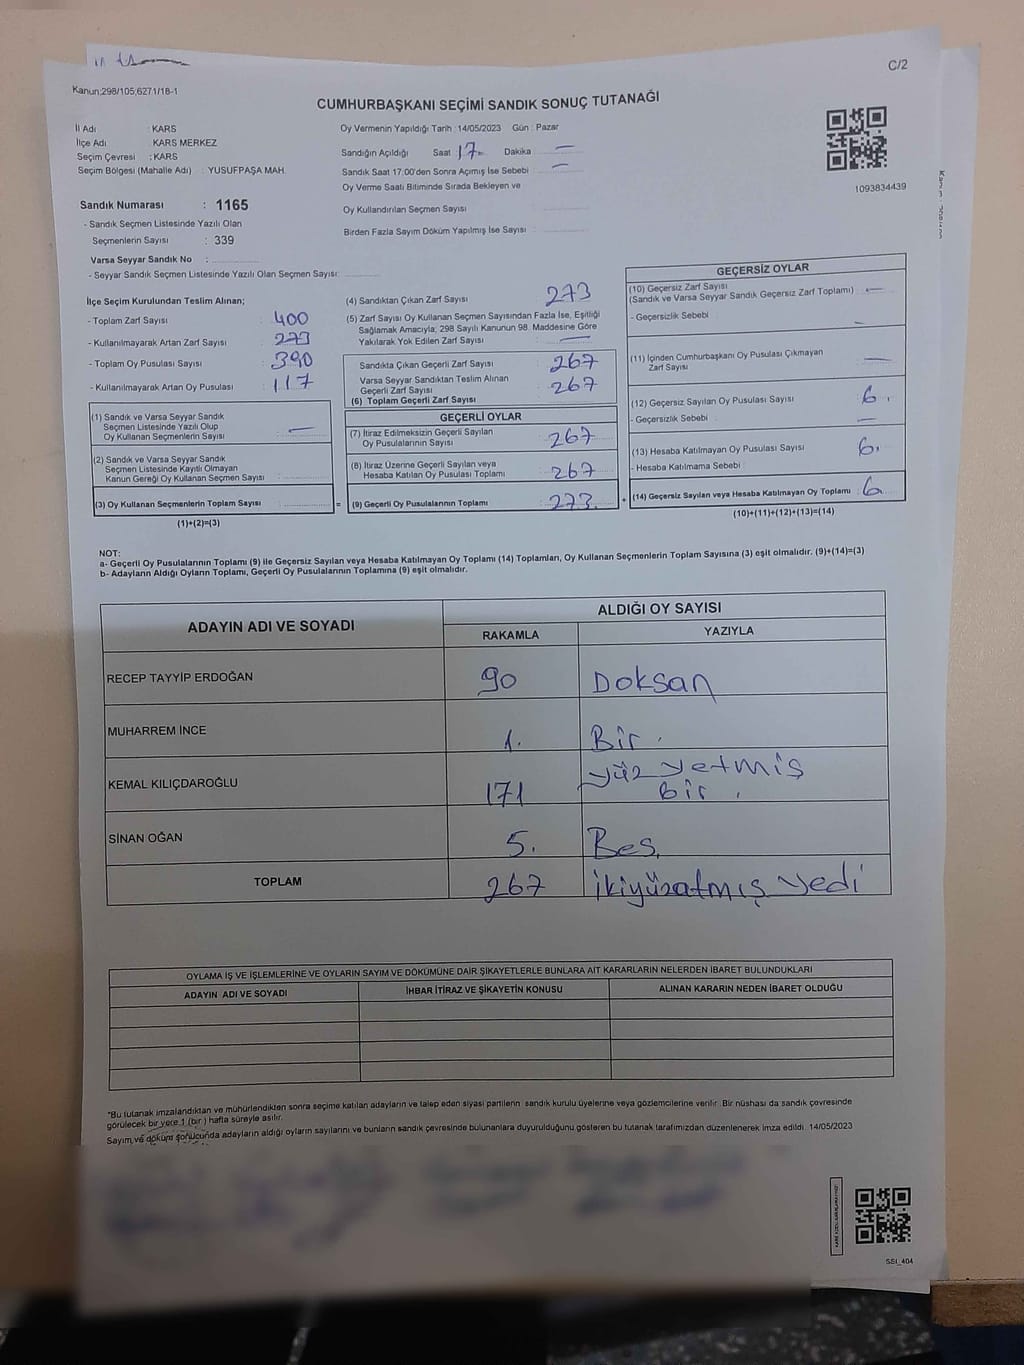 C/2
Kanun:298/105,6271/18-1
CUMHURBAŞKANI SEÇİMİ SANDIK SONUÇ TUTANAĞI
İl Adı : KARS
İlçe Adı : KARS MERKEZ
Seçim Çevresi : KARS
Seçim Bölgesi (Mahalle Adı) : YUSUFPAŞA MAH.
Sandık Numarası : 1165
- Sandık Seçmen Listesinde Yazılı Olan
Seçmenlerin Sayısı : 339
Varsa Seyyar Sandık No :
- Seyyar Sandık Seçmen Listesinde Yazılı Olan Seçmen Sayısı:
Oy Vermenin Yapıldığı Tarih : 14/05/2023 Gün : Pazar
Sandığın Açıldığı Saat 17- Dakika : —
Sandık Saat 17:00'den Sonra Açımış İse Sebebi : —
Oy Verme Saati Bitiminde Sırada Bekleyen ve
Oy Kullandırılan Seçmen Sayısı
Birden Fazla Sayım Döküm Yapılmış İse Sayısı :
1093834439
İlçe Seçim Kurulundan Teslim Alınan;
- Toplam Zarf Sayısı : 400
- Kullanılmayarak Artan Zarf Sayısı : 273
- Toplam Oy Pusulası Sayısı : 390
- Kullanılmayarak Artan Oy Pusulası : 117
(1) Sandık ve Varsa Seyyar Sandık
Seçmen Listesinde Yazılı Olup
Oy Kullanan Seçmenlerin Sayısı : —
(2) Sandık ve Varsa Seyyar Sandık
Seçmen Listesinde Kayıtlı Olmayan
Kanun Gereği Oy Kullanan Seçmen Sayısı :
(3) Oy Kullanan Seçmenlerin Toplam Sayısı :
(1)+(2)=(3)
(4) Sandıktan Çıkan Zarf Sayısı : 273
(5) Zarf Sayısı Oy Kullanan Seçmen Sayısından Fazla İse, Eşitliği
Sağlamak Amacıyla; 298 Sayılı Kanunun 98. Maddesine Göre
Yakılarak Yok Edilen Zarf Sayısı : —
Sandıkta Çıkan Geçerli Zarf Sayısı : 267
Varsa Seyyar Sandıktan Teslim Alınan
Geçerli Zarf Sayısı : 267
(6) Toplam Geçerli Zarf Sayısı
GEÇERLİ OYLAR
(7) İtiraz Edilmeksizin Geçerli Sayılan
Oy Pusulalarının Sayısı : 267
(8) İtiraz Üzerine Geçerli Sayılan veya
Hesaba Katılan Oy Pusulası Toplamı : 267
= (9) Geçerli Oy Pusulalarının Toplamı : 273.
GEÇERSİZ OYLAR
(10) Geçersiz Zarf Sayısı
(Sandık ve Varsa Seyyar Sandık Geçersiz Zarf Toplamı) : —
- Geçersizlik Sebebi : —
(11) İçinden Cumhurbaşkanı Oy Pusulası Çıkmayan
Zarf Sayısı : —
(12) Geçersiz Sayılan Oy Pusulası Sayısı : 6.
- Geçersizlik Sebebi : —
(13) Hesaba Katılmayan Oy Pusulası Sayısı : 6.
- Hesaba Katılmama Sebebi :
+ (14) Geçersiz Sayılan veya Hesaba Katılmayan Oy Toplamı : 6
(10)+(11)+(12)+(13)=(14)
NOT:
a- Geçerli Oy Pusulalarının Toplamı (9) ile Geçersiz Sayılan veya Hesaba Katılmayan Oy Toplamı (14) Toplamları, Oy Kullanan Seçmenlerin Toplam Sayısına (3) eşit olmalıdır. (9)+(14)=(3)
b- Adayların Aldığı Oyların Toplamı, Geçerli Oy Pusulalarının Toplamına (9) eşit olmalıdır.
ADAYIN ADI VE SOYADI ALDIĞI OY SAYISI
RAKAMLA YAZIYLA
RECEP TAYYİP ERDOĞAN 90 Doksan
MUHARREM İNCE 1. Bir.
KEMAL KILIÇDAROĞLU 171 yüz yetmiş
bir.
SİNAN OĞAN 5. Beş.
TOPLAM 267 ikiyüzatmış yedi
OYLAMA İŞ VE İŞLEMLERİNE VE OYLARIN SAYIM VE DÖKÜMÜNE DAİR ŞİKAYETLERLE BUNLARA AİT KARARLARIN NELERDEN İBARET BULUNDUKLARI
ADAYIN ADI VE SOYADI İHBAR İTİRAZ VE ŞİKAYETİN KONUSU ALINAN KARARIN NEDEN İBARET OLDUĞU
*Bu tutanak imzalandıktan ve mühürlendikten sonra seçime katılan adayların ve talep eden siyasi partilerin sandık kurulu üyelerine veya gözlemcilerine verilir. Bir nüshası da sandık çevresinde
görülecek bir yere 1 (bir) hafta süreyle asılır.
Sayım ve döküm sonucunda adayların aldığı oyların sayılarını ve bunların sandık çevresinde bulunanlara duyurulduğunu gösteren bu tutanak tarafımızdan düzenlenerek imza edildi. 14/05/2023
SSI_404